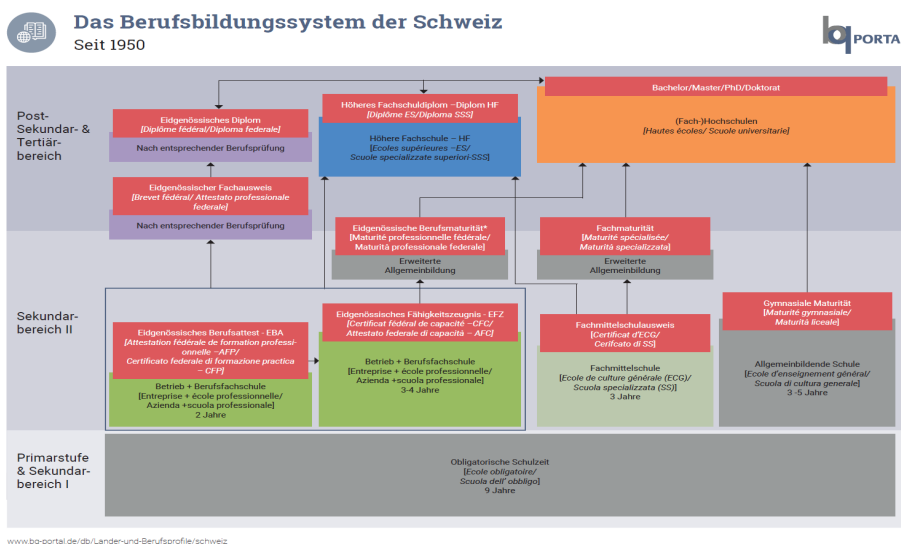 Das Berufsbildungssystem der Schweiz
Seit 1950
bq PORTA
Post-
Sekundar- &
Tertiär-
bereich
Eidgenössisches Diplom
[Diplôme fédéral/Diploma federale]
Nach entsprechender Berufsprüfung
Höheres Fachschuldiplom –Diplom HF
[Diplôme ES/Diploma SSS]
Höhere Fachschule – HF
[Ecoles supérieures –ES/
Scuole specializzate superiori-SSS]
Bachelor/Master/PhD/Doktorat
(Fach-)Hochschulen
[Hautes écoles/ Scuole universitarie]
Eidgenössischer Fachausweis
[Brevet fédéral/ Attestato professionale
federale]
Nach entsprechender Berufsprüfung
Eidgenössische Berufsmaturität*
[Maturité professionnelle fédérale/
Maturità professionale federale]
Erweiterte
Allgemeinbildung
Fachmaturität
[Maturité spécialisée/
Maturità specializzata]
Erweiterte
Allgemeinbildung
Sekundar-
bereich II
Eidgenössisches Berufsattest - EBA
[Attestation fédérale de formation professi-
onnelle –AFP/
Certificato federale di formazione practica
– CFP]
Betrieb + Berufsfachschule
[Entreprise + école professionnelle/
Azienda +scuola professionale]
2 Jahre
Eidgenössisches Fähigkeitszeugnis - EFZ
[Certificat fédéral de capacité –CFC/
Attestato federale di capacità – AFC]
Betrieb + Berufsfachschule
[Entreprise + école professionnelle/
Azienda +scuola professionale]
3-4 Jahre
Fachmittelschulausweis
[Certificat d'ECG/
Cerifcato di SS]
Fachmittelschule
[Ecole de culture générale (ECG)/
Scuola specializzata (SS)]
3 Jahre
Gymnasiale Maturität
[Maturité gymnasiale/
Maturità liceale]
Allgemeinbildende Schule
[Ecole d'enseignement général/
Scuola di cultura generale]
3 -5 Jahre
Primarstufe
& Sekundar-
bereich I
Obligatorische Schulzeit
[Ecole obligatoire/
Scuola dell' obbligo]
9 Jahre
www.bq-portal.de/db/Länder-und-Berufsprofile/schweiz